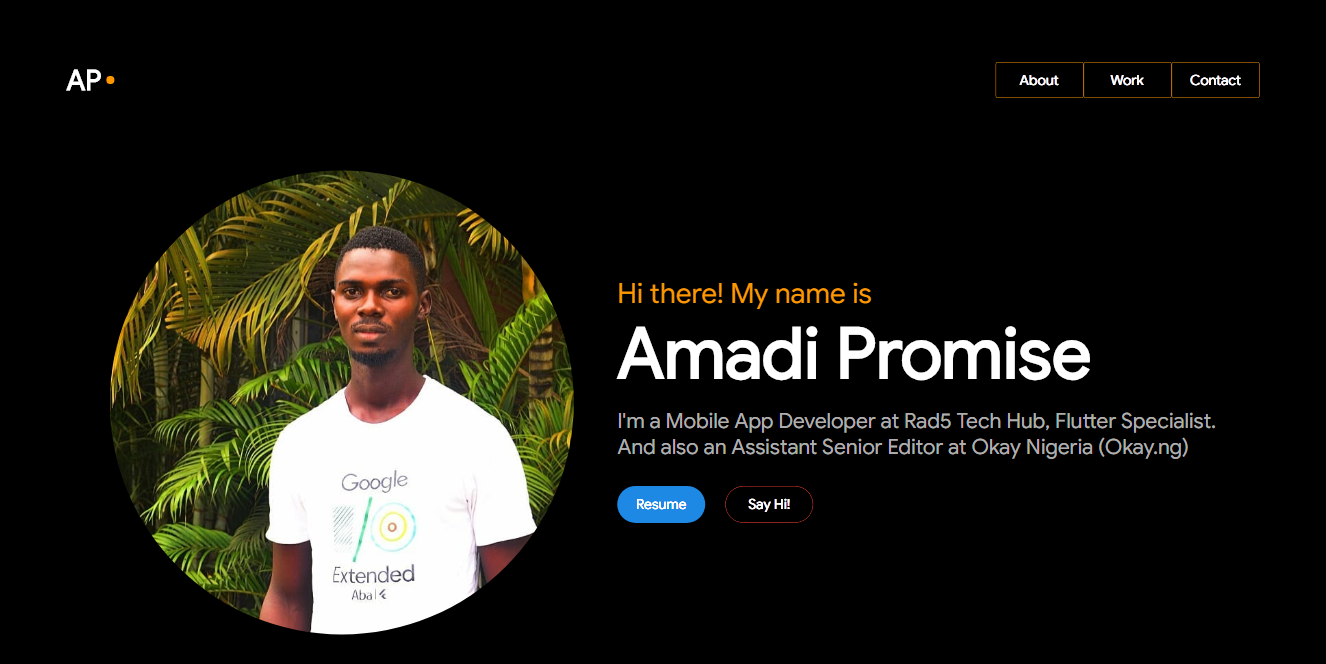 AP
About
Work
Contact
Hi there! My name is
Amadi Promise
I'm a Mobile App Developer at Rad5 Tech Hub, Flutter Specialist.
And also an Assistant Senior Editor at Okay Nigeria (Okay.ng)
Resume
Say Hi!
Google
I/O
Extended
Aba